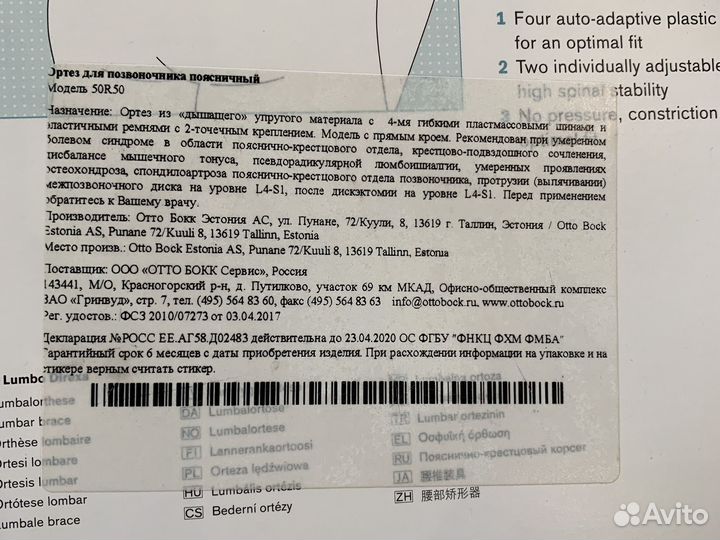 1 Four auto-adaptive plastic
for an optimal fit
2 Two individually adjustable
high spinal stability
3 No pressure, constriction
Ортез для позвоночника поясничный
Модель 50R50
Назначение: Ортез из «дышащего» упругого материала с 4-мя гибкими пластмассовыми шинами и
эластичными ремнями с 2-точечным креплением. Модель с прямым кроем. Рекомендован при умеренном
болевом синдроме в области пояснично-крестцового отдела, крестцово-подвздошного сочленения,
дисбалансе мышечного тонуса, псевдорадикулярной люмбоишиалгии, умеренных проявлениях
остеохондроза, спондилоартроза пояснично-крестцового отдела позвоночника, протрузии (выпячивании)
межпозвоночного диска на уровне L4-S1, после дискэктомии на уровне L4-S1. Перед применением
обратитесь к Вашему врачу.
Производитель: Отто Бокк Эстония АС, ул. Пунане, 72/Куули, 8, 13619 г. Таллин, Эстония / Otto Bock
Estonia AS, Punane 72/Kuuli 8, 13619 Tallinn, Estonia
Место произв.: Otto Bock Estonia AS, Punane 72/Kuuli 8, 13619 Tallinn, Estonia
Поставщик: ООО «ОТТО БОКК Сервис», Россия
143441, М/О, Красногорский р-н, д. Путилково, участок 69 км МКАД, Офисно-общественный комплекс
ЗАО «Гринвуд», стр. 7, тел. (495) 564 83 60, факс (495) 564 83 63 info@ottobock.ru, www.ottobock.ru
Рег. удостов.: ФСЗ 2010/07273 от 03.04.2017
Декларация №РОСС ЕЕ.АГ58.Д02483 действительна до 23.04.2020 ОС ФГБУ "ФНКЦ ФХМ ФМБА"
Гарантийный срок 6 месяцев с даты приобретения изделия. При расхождении информации на упаковке и на
стикере верным считать стикер.
Lumbo Direxa
Lumbalorthese
Lumbar brace
Orthèse lombaire
Ortesi lombare
Ortesis lumbar
Ortótese lombar
Lumbale brace
DA Lumbalortose
NO Lumbalortese
FI Lannerankaortoosi
PL Orteza lędźwiowa
HU Lumbális ortézis
CS Bederní ortézy
Lumbalna ortoza
TR Lumbar ortezinin
EL Οσφυϊκή όρθωση
RU Пояснично-крестцовый корсет
JA 腰椎装具
ZH 腰部矫形器
Avito